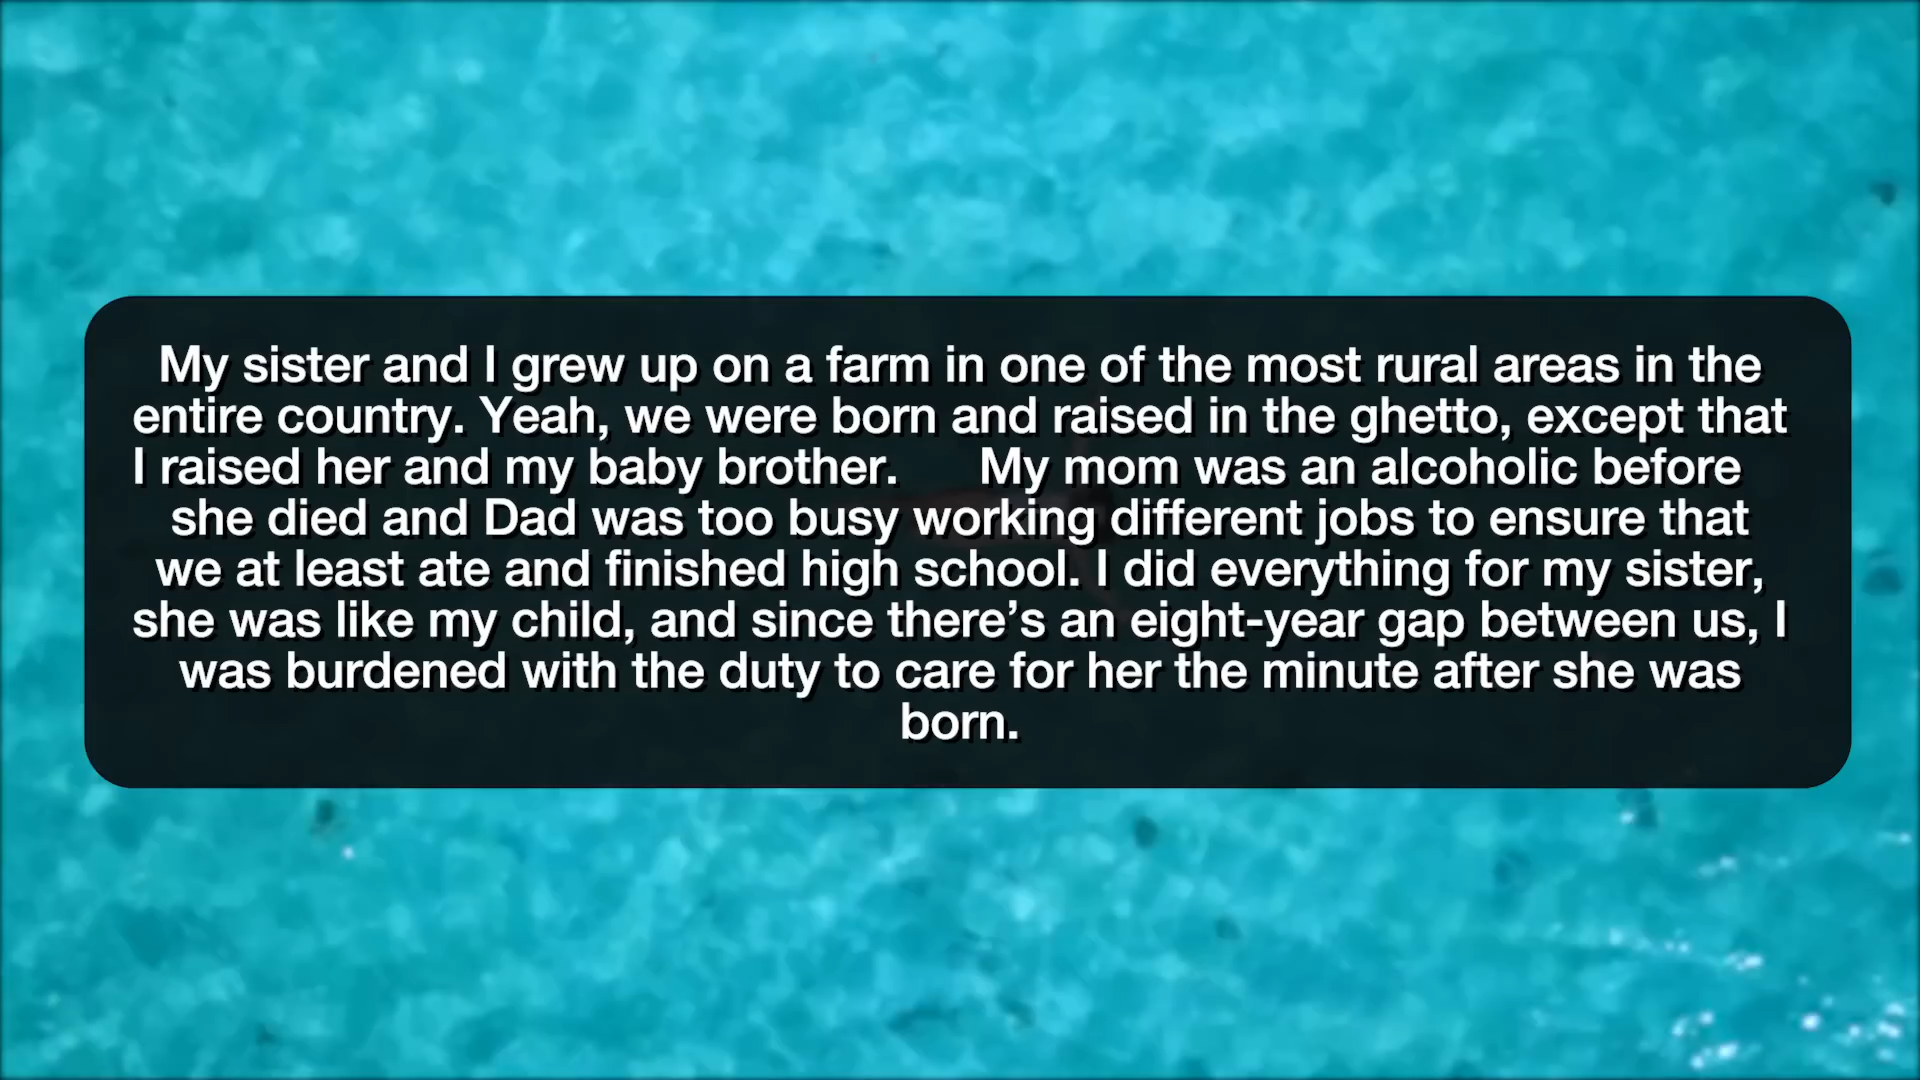 My sister and I grew up on a farm in one of the most rural areas in the
entire country. Yeah, we were born and raised in the ghetto, except that
I raised her and my baby brother.      My mom was an alcoholic before
she died and Dad was too busy working different jobs to ensure that
we at least ate and finished high school. I did everything for my sister,
she was like my child, and since there’s an eight-year gap between us, I
was burdened with the duty to care for her the minute after she was
born.